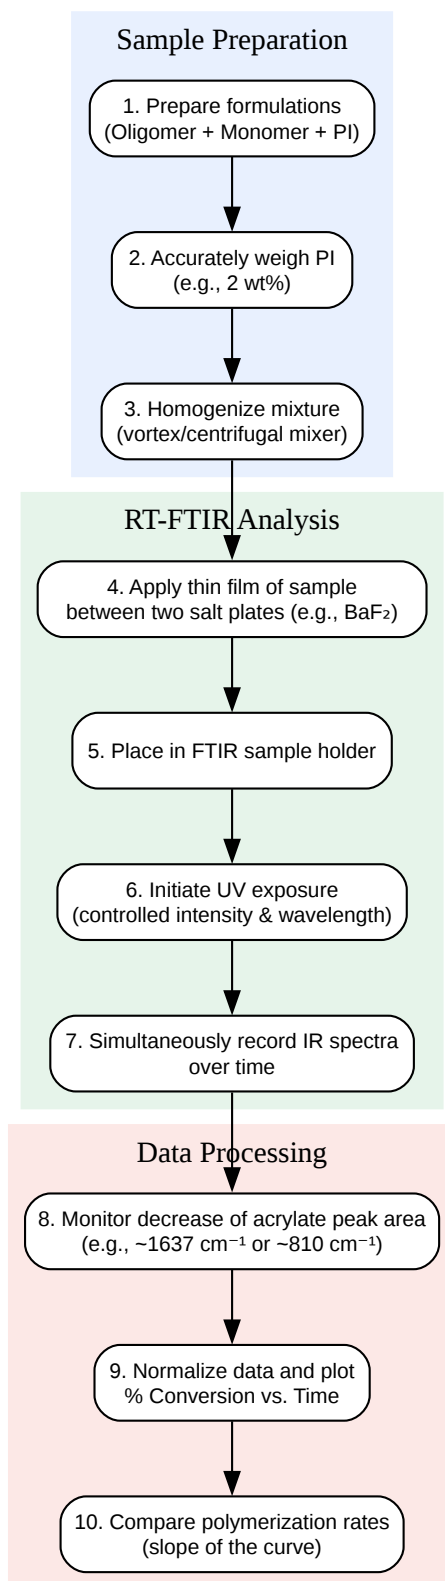 Sample Preparation
1. Prepare formulations
(Oligomer + Monomer + PI)
2. Accurately weigh PI
(e.g., 2 wt%)
3. Homogenize mixture
(vortex/centrifugal mixer)
RT-FTIR Analysis
4. Apply thin film of sample
between two salt plates (e.g., BaF₂)
5. Place in FTIR sample holder
6. Initiate UV exposure
(controlled intensity & wavelength)
7. Simultaneously record IR spectra
over time
Data Processing
8. Monitor decrease of acrylate peak area
(e.g., ~1637 cm⁻¹ or ~810 cm⁻¹)
9. Normalize data and plot
% Conversion vs. Time
10. Compare polymerization rates
(slope of the curve)